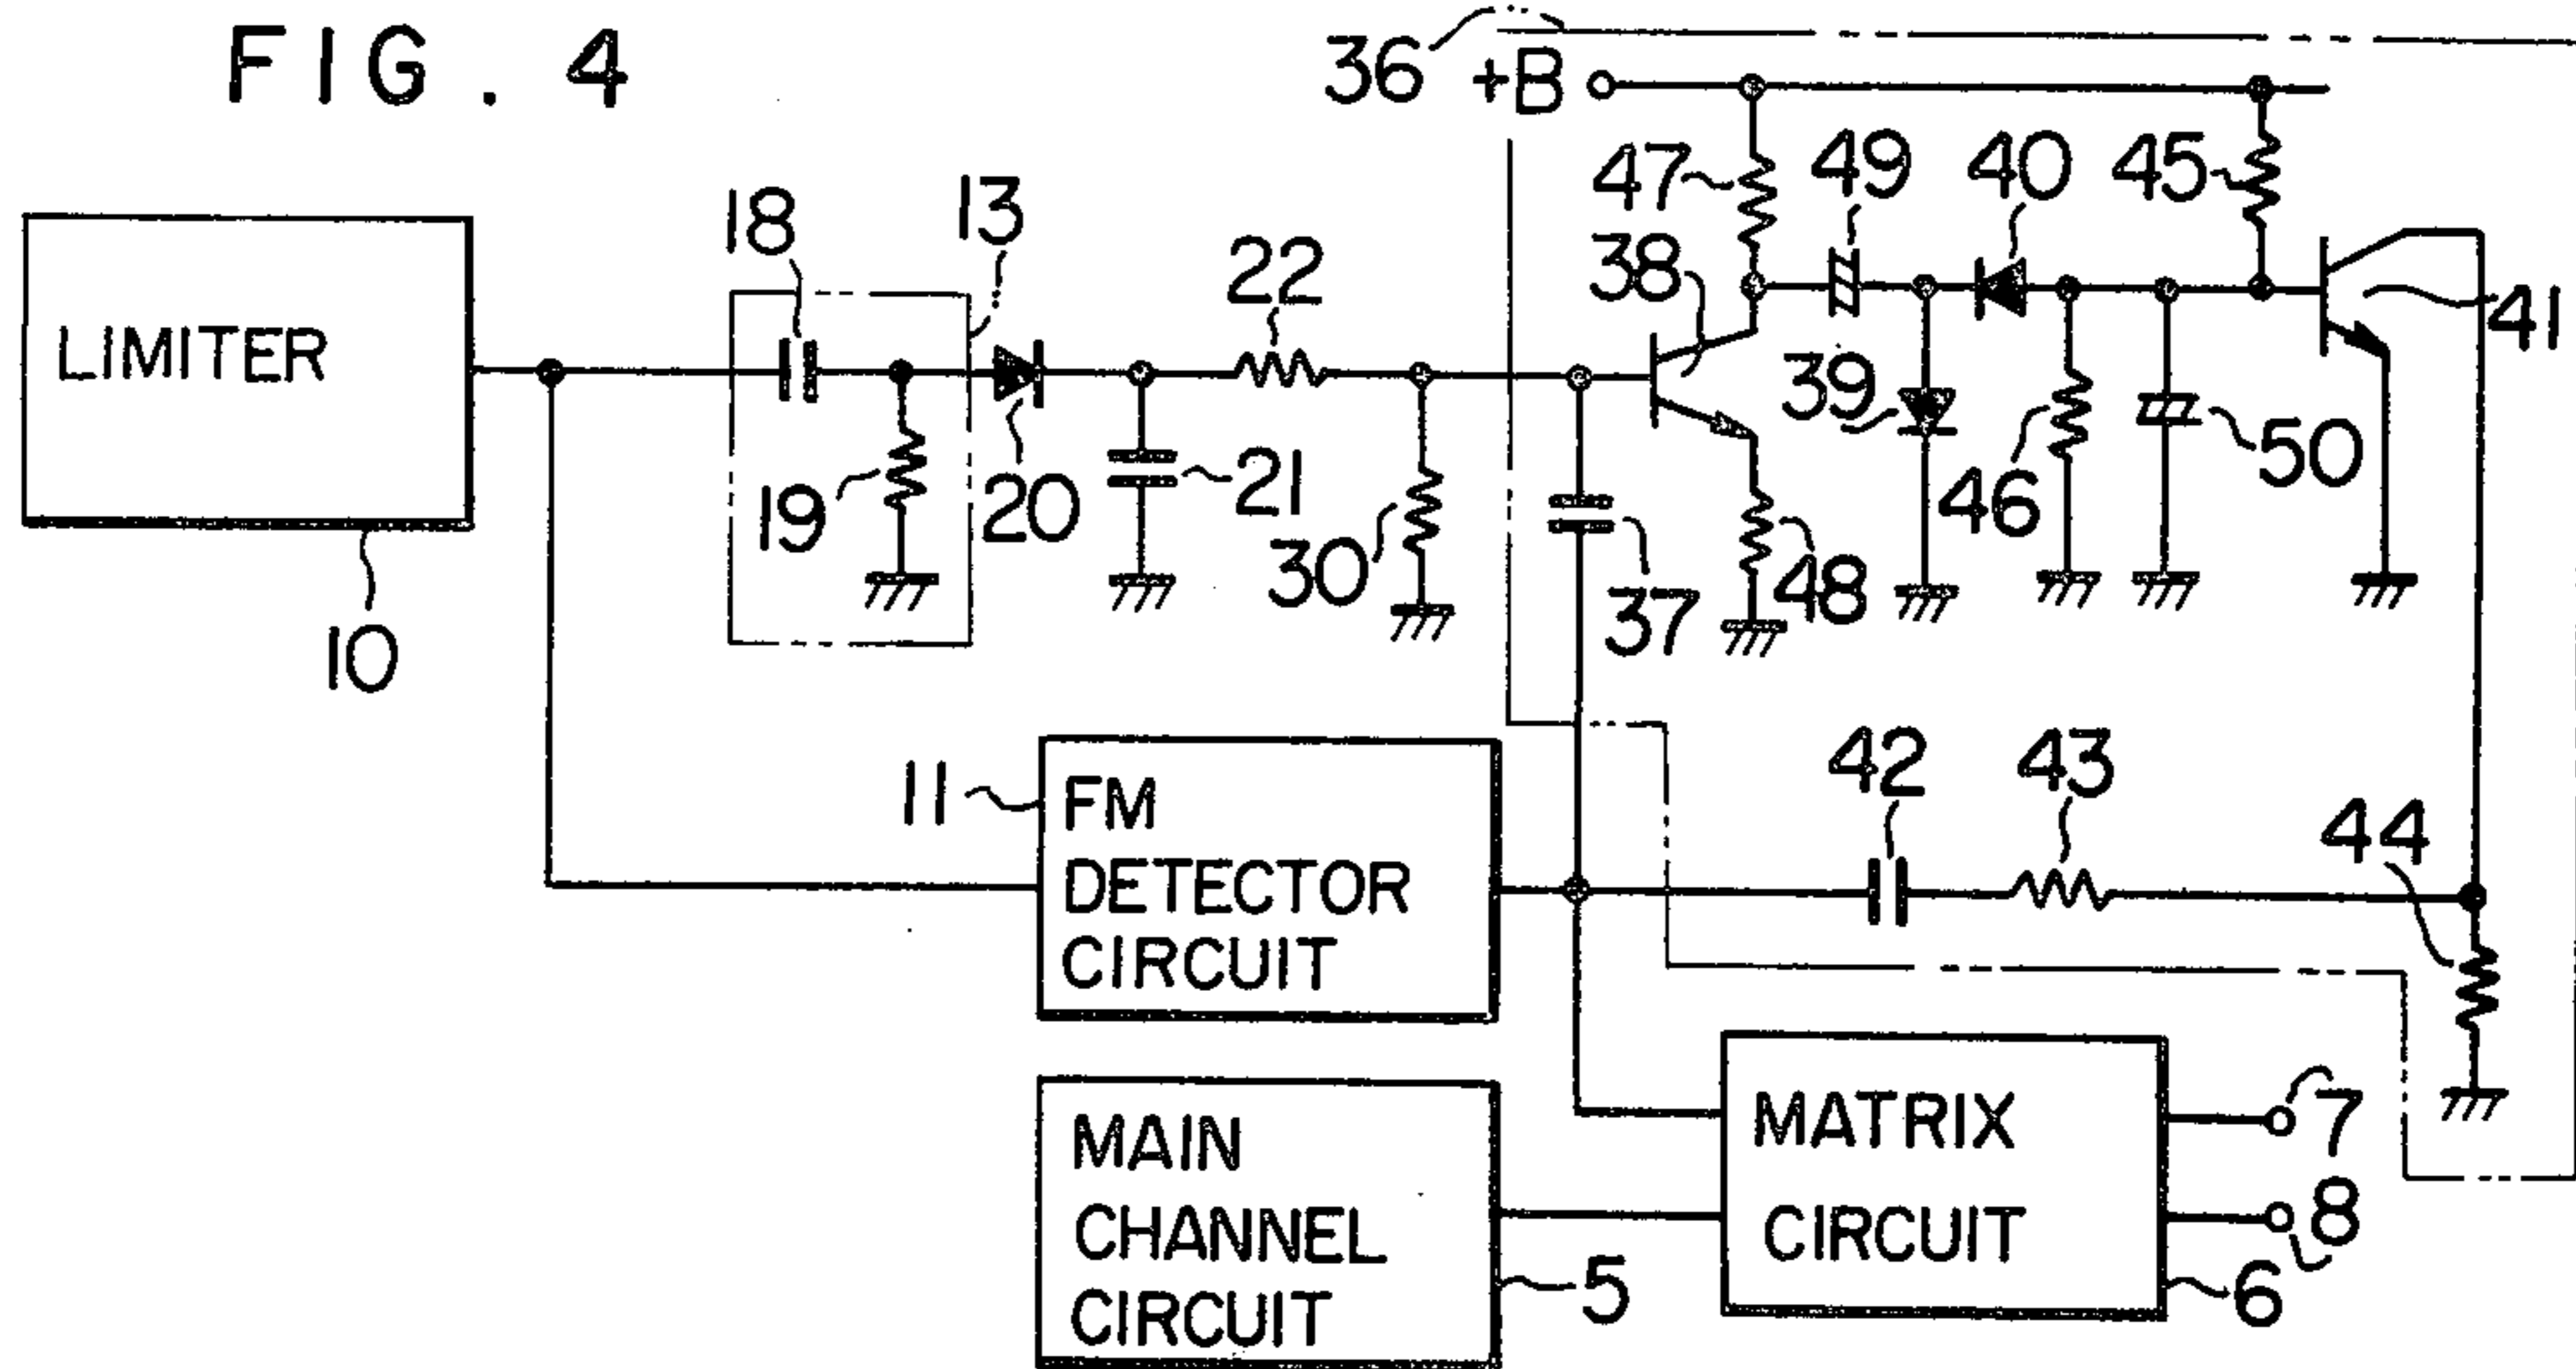 FIG. 4
36
+B
47
49
40
45
18
13
22
38
41
LIMITER
39
19
20
21
30
46
50
48
37
10
11
FM
DETECTOR
CIRCUIT
42
43
44
MAIN
CHANNEL
CIRCUIT
5
MATRIX
CIRCUIT
6
7
8